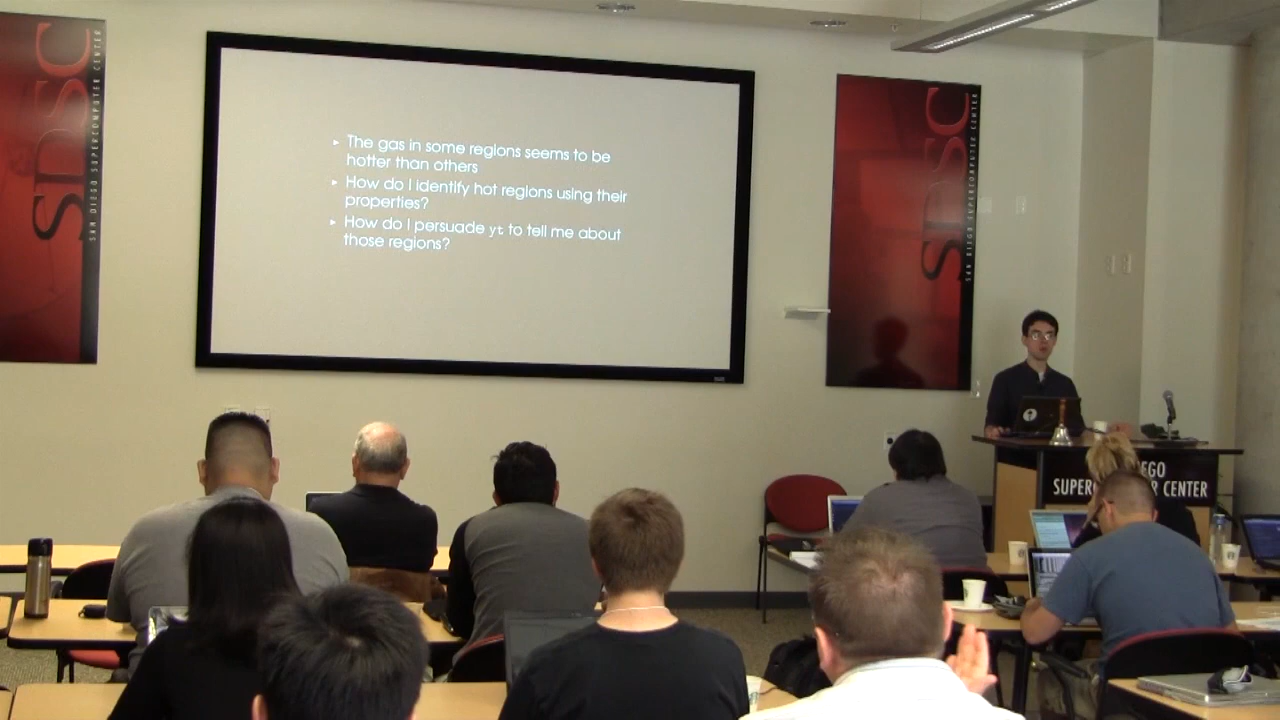 SDSC
SAN DIEGO SUPERCOMPUTER CENTER
▸ The gas in some regions seems to be
hotter than others
▸ How do I identify hot regions using their
properties?
▸ How do I persuade yt to tell me about
those regions?
SDSC
SAN DIEGO SUPERCOMPUTER CENTER
EGO
SUPER
CENTER